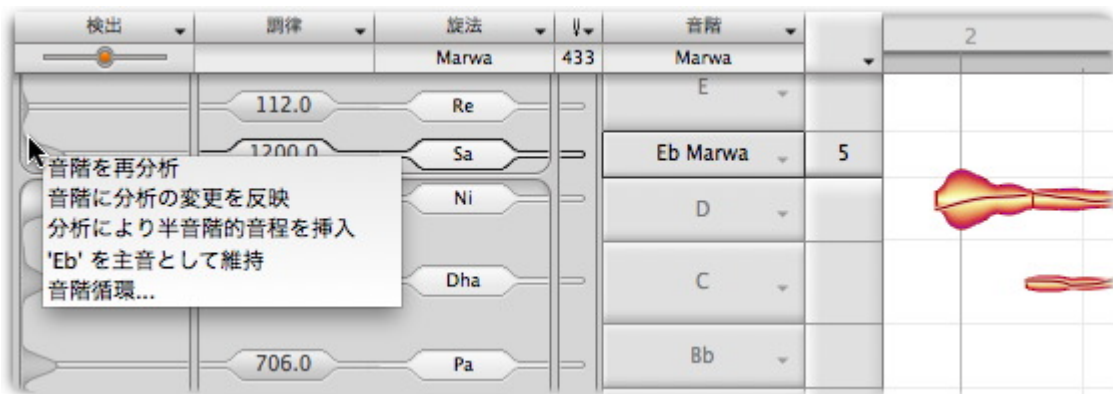 検出 調律 旋法 音階 2
Marwa 433 Marwa
112.0 Re E
1200.0 Sa Eb Marwa 5
音階を再分析
Ni
音階に分析の変更を反映
D
分析により半音階的音程を挿入
'Eb' を主音として維持
Dha C
音階循環...
706.0 Pa Bb